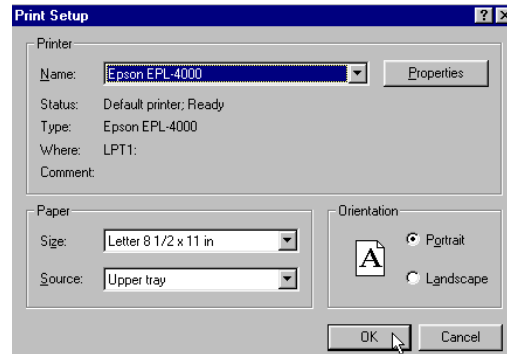 Print Setup
Printer
Name: Epson EPL-4000 Properties
Status: Default printer; Ready
Type: Epson EPL-4000
Where: LPT1:
Comment:
Paper
Size: Letter 8 1/2 x 11 in
Source: Upper tray
Orientation
A
Portrait
Landscape
OK Cancel